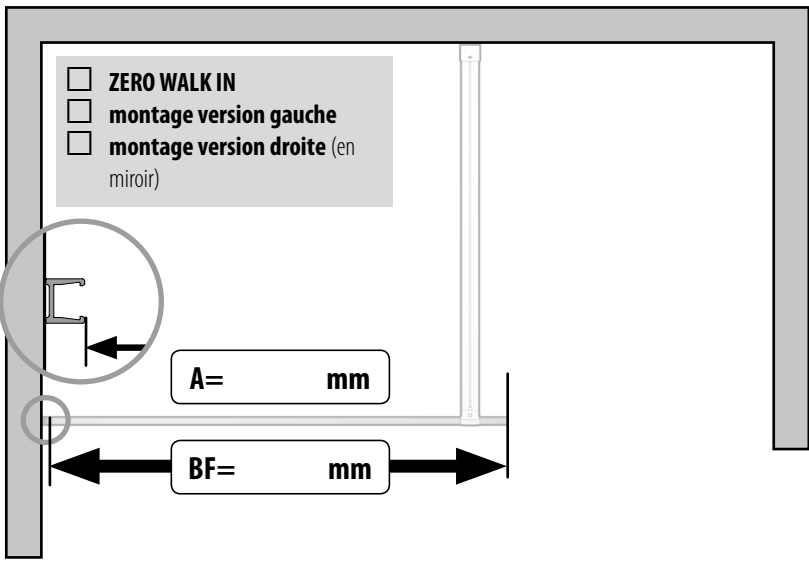 ZERO WALK IN
montage version gauche
montage version droite (en
miroir)
A= mm
BF= mm